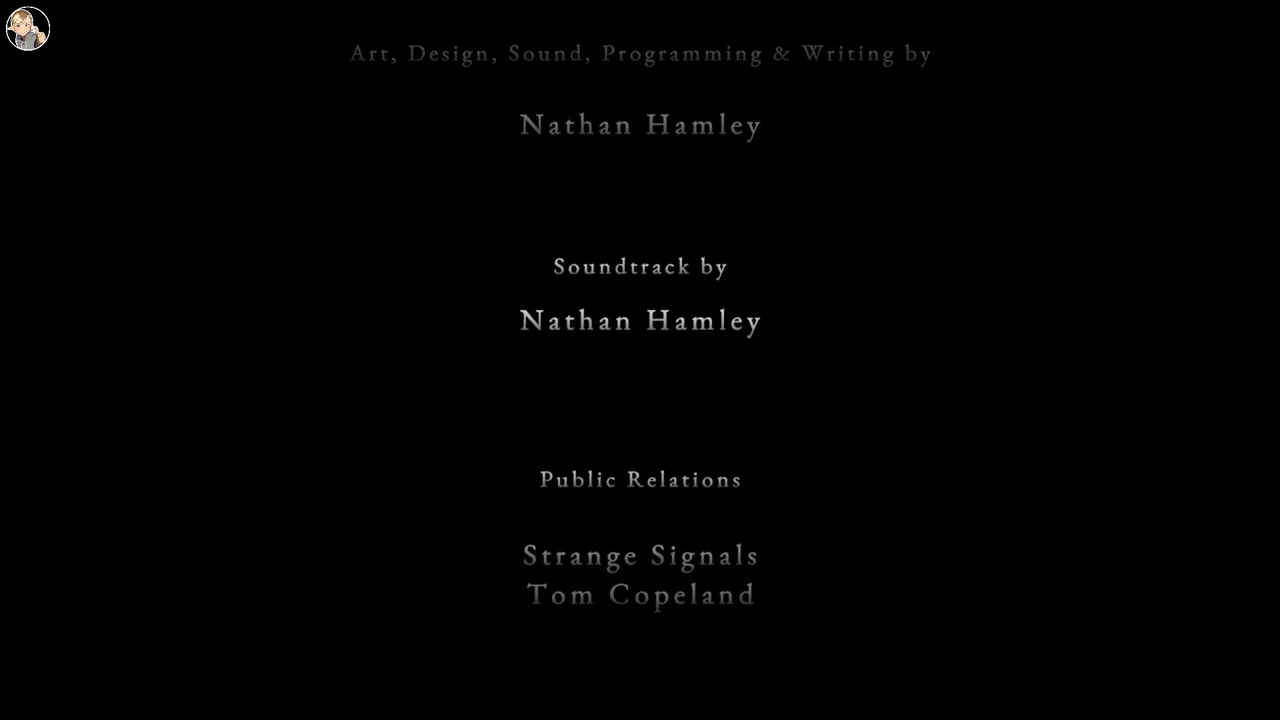 Art, Design, Sound, Programming & Writing by
Nathan Hamley
Soundtrack by
Nathan Hamley
Public Relations
Strange Signals
Tom Copeland